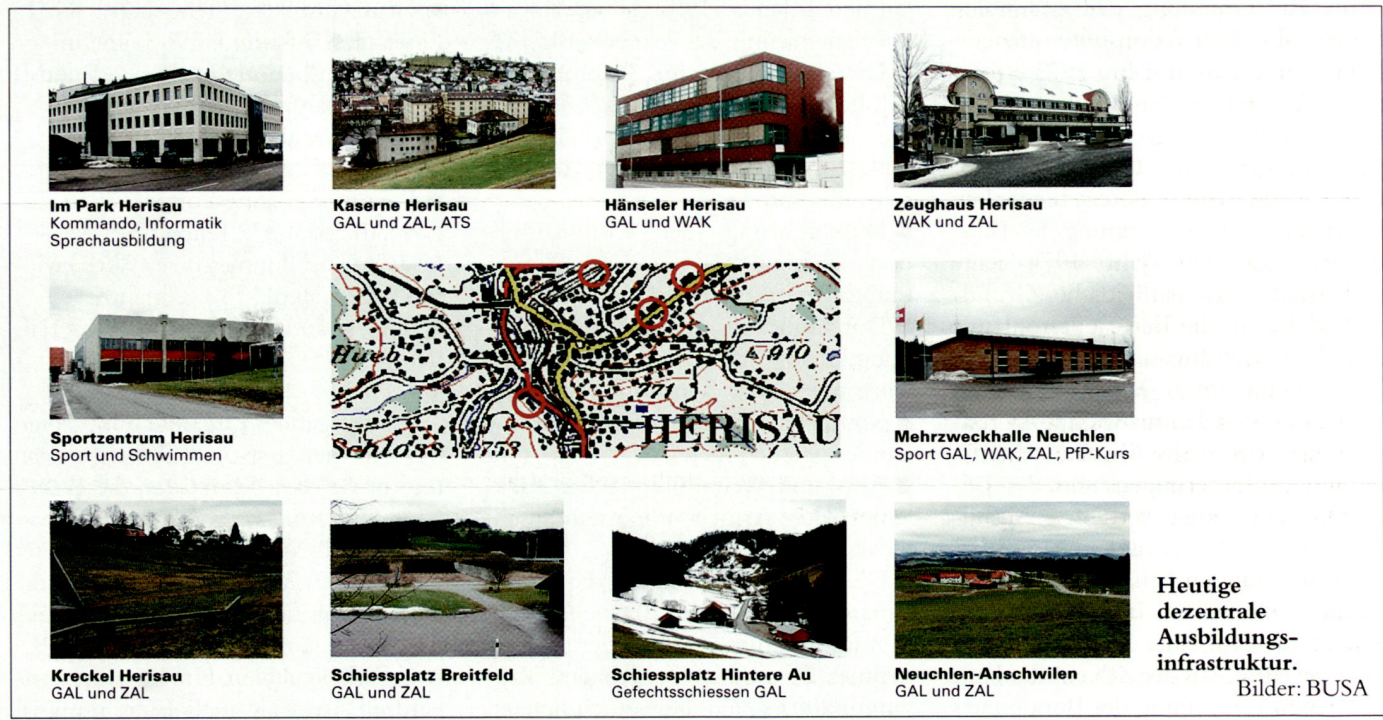 Im Park Herisau
Kommando, Informatik
Sprachausbildung
Kaserne Herisau
GAL und ZAL, ATS
Hänseler Herisau
GAL und WAK
Zeughaus Herisau
WAK und ZAL
Sportzentrum Herisau
Sport und Schwimmen
Hueb
910
771
HERISAU
Schloss
753
Mehrzweckhalle Neuchlen
Sport GAL, WAK, ZAL; PfP-Kurs
Kreckel Herisau
GAL und ZAL
Schiessplatz Breitfeld
GAL und ZAL
Schiessplatz Hintere Au
Gefechtsschiessen GAL
Neuchlen-Anschwilen
GAL und ZAL
Heutige
dezentrale
Ausbildungs-
infrastruktur.
Bilder: BUSA